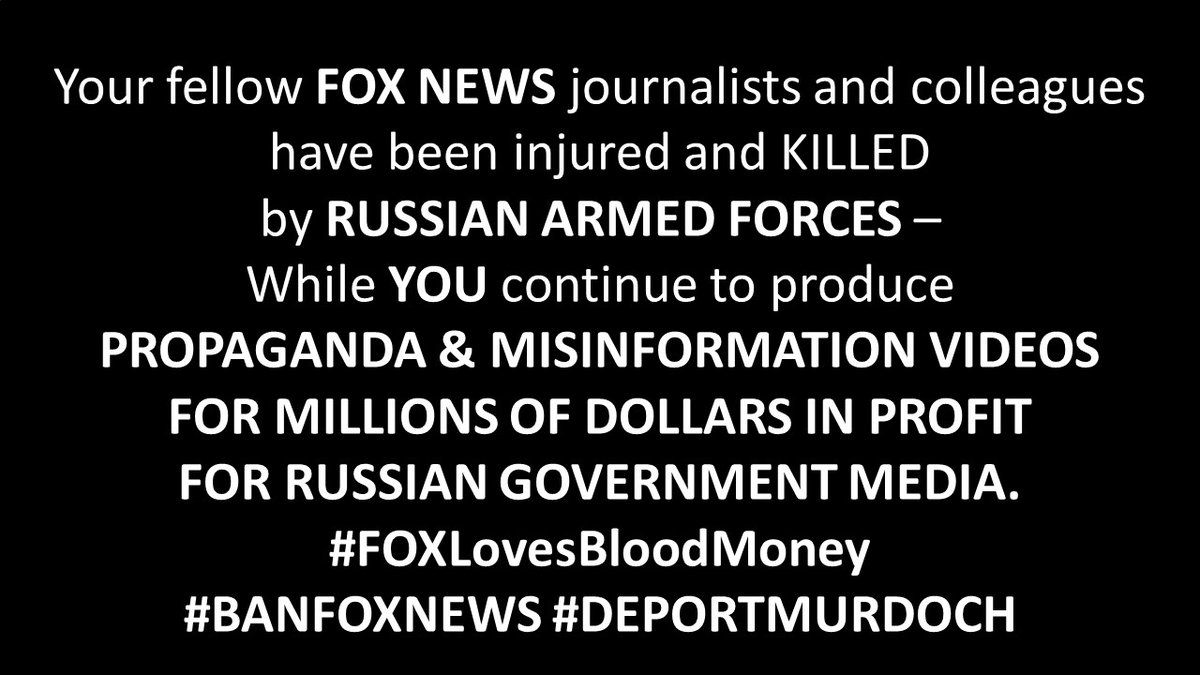 Your fellow FOX NEWS journalists and colleagues
have been injured and KILLED
by RUSSIAN ARMED FORCES –
While YOU continue to produce
PROPAGANDA & MISINFORMATION VIDEOS
FOR MILLIONS OF DOLLARS IN PROFIT
FOR RUSSIAN GOVERNMENT MEDIA.
#FOXLovesBloodMoney
#BANFOXNEWS #DEPORTMURDOCH